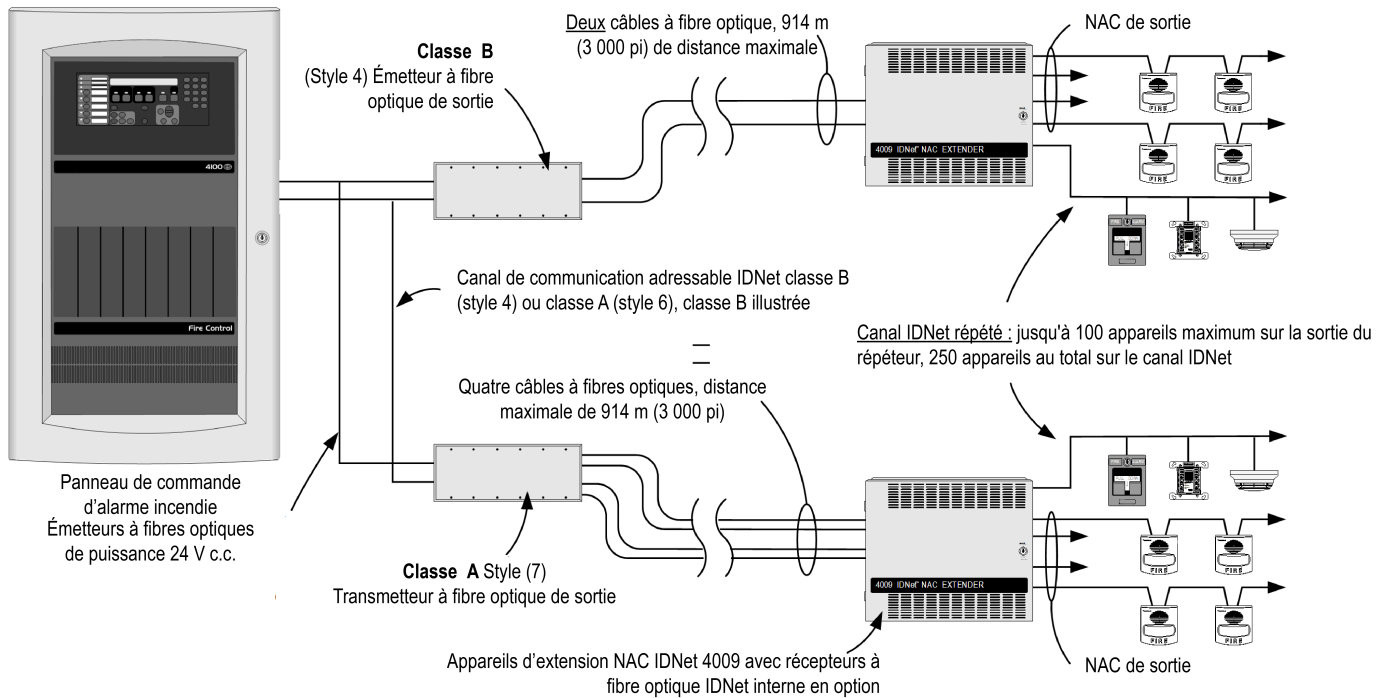 Deux câbles à fibre optique, 914 m
(3 000 pi) de distance maximale
NAC de sortie
Classe B
(Style 4) Émetteur à fibre
optique de sortie
4100
4009 IDNet NAC EXTENDER
FIRE
FIRE
FIRE
FIRE
Canal de communication adressable IDNet classe B
(style 4) ou classe A (style 6), classe B illustrée
Fire Control
Canal IDNet répété : jusqu'à 100 appareils maximum sur la sortie du
répéteur, 250 appareils au total sur le canal IDNet
Quatre câbles à fibres optiques, distance
maximale de 914 m (3 000 pi)
Panneau de commande
d’alarme incendie
Émetteurs à fibres optiques
de puissance 24 V c.c.
Classe A Style (7)
Transmetteur à fibre optique de sortie
4009 IDNet NAC EXTENDER
FIRE
FIRE
FIRE
FIRE
Appareils d’extension NAC IDNet 4009 avec récepteurs à
fibre optique IDNet interne en option
NAC de sortie